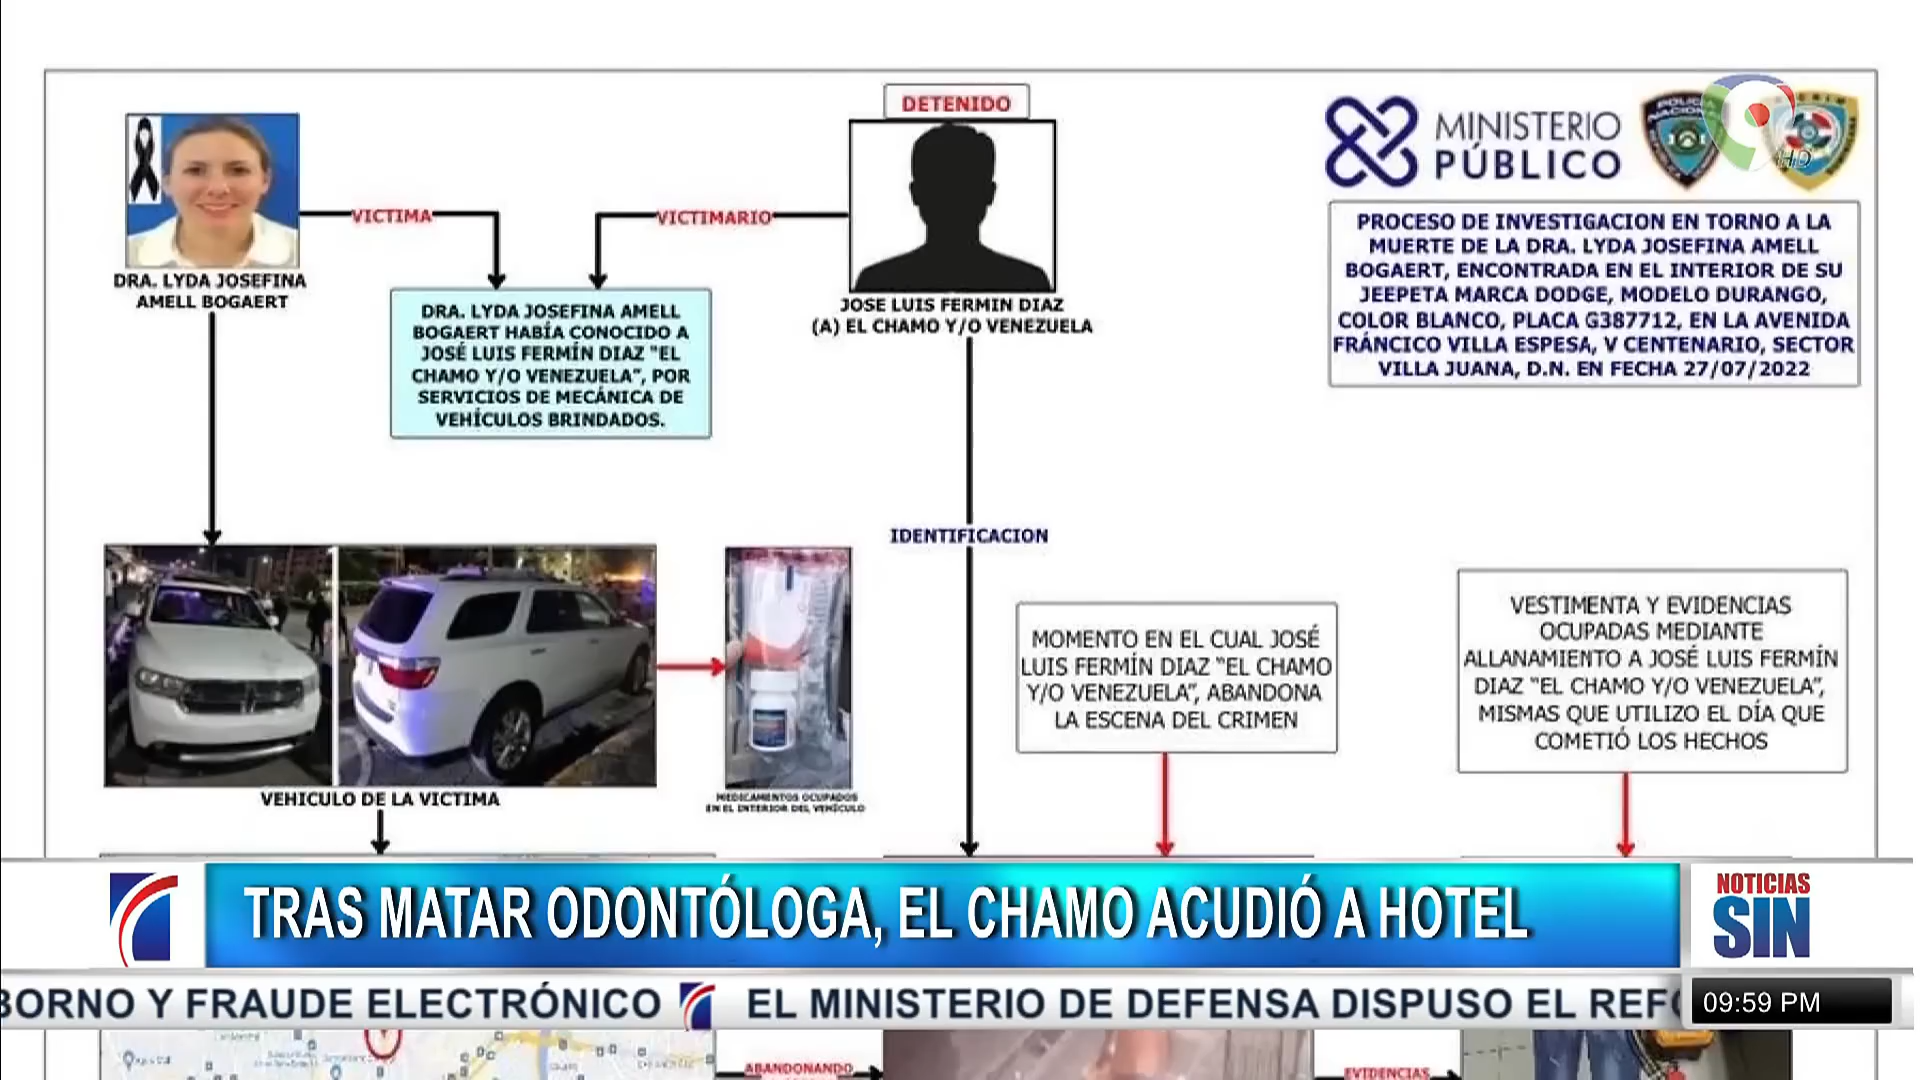 DETENIDO
MINISTERIO
PÚBLICO
VICTIMA
VICTIMARIO
DRA. LYDA JOSEFINA
AMELL BOGAERT
DRA. LYDA JOSEFINA AMELL
BOGAERT HABÍA CONOCIDO A
JOSÉ LUIS FERMÍN DIAZ “EL
CHAMO Y/O VENEZUELA”, POR
SERVICIOS DE MECÁNICA DE
VEHÍCULOS BRINDADOS.
JOSE LUIS FERMIN DIAZ
(A) EL CHAMO Y/O VENEZUELA
PROCESO DE INVESTIGACION EN TORNO A LA
MUERTE DE LA DRA. LYDA JOSEFINA AMELL
BOGAERT, ENCONTRADA EN EL INTERIOR DE SU
JEEPETA MARCA DODGE, MODELO DURANGO,
COLOR BLANCO, PLACA G387712, EN LA AVENIDA
FRÁNCICO VILLA ESPESA, V CENTENARIO, SECTOR
VILLA JUANA, D.N. EN FECHA 27/07/2022
IDENTIFICACION
MOMENTO EN EL CUAL JOSÉ
LUIS FERMÍN DIAZ “EL CHAMO
Y/O VENEZUELA”, ABANDONA
LA ESCENA DEL CRIMEN
VESTIMENTA Y EVIDENCIAS
OCUPADAS MEDIANTE
ALLANAMIENTO A JOSÉ LUIS FERMÍN
DIAZ “EL CHAMO Y/O VENEZUELA”,
MISMAS QUE UTILIZO EL DÍA QUE
COMETIÓ LOS HECHOS
VEHICULO DE LA VICTIMA
MEDICAMENTOS OCUPADOS
EN EL INTERIOR DEL VEHÍCULO
TRAS MATAR ODONTÓLOGA, EL CHAMO ACUDIÓ A HOTEL
NOTICIAS
SIN
BORNO Y FRAUDE ELECTRÓNICO EL MINISTERIO DE DEFENSA DISPUSO EL REFO
09:59 PM
ABANDONANDO
EVIDENCIAS